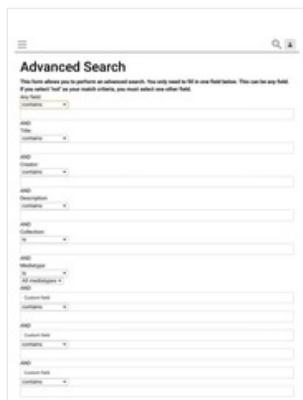 Advanced Search
This form allows you to perform an advanced search. You only need to fill in one field below. This can be any field.
If you select "not" as your match criteria, you must select one other field.
Any field:
contains
AND
Title:
contains
AND
Creator:
contains
AND
Description:
contains
AND
Collection:
is
AND
Mediatype:
is
All mediatypes
AND
Custom field
contains
AND
Custom field
contains
AND
Custom field
contains